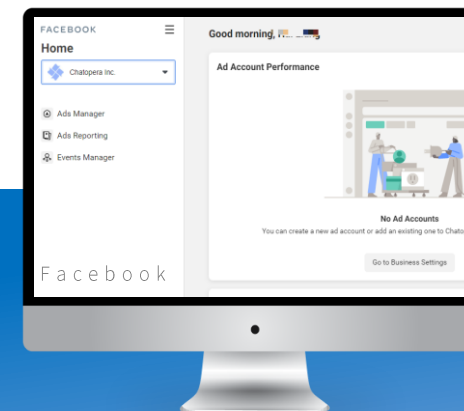 FACEBOOK
Home
Chatopera Inc.
Ads Manager
Ads Reporting
Events Manager
Facebook
Good morning,
Ad Account Performance
No Ad Accounts
You can create a new ad account or add an existing one to Chato
Go to Business Settings